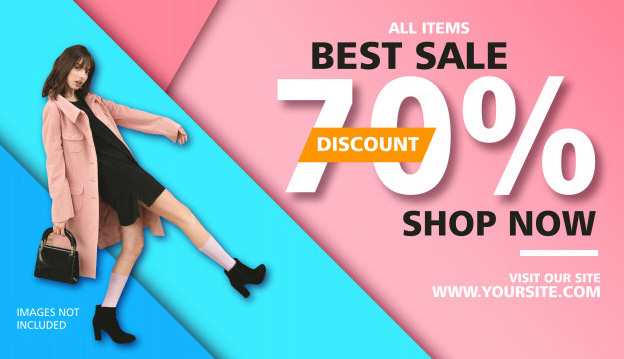 ALL ITEMS
BEST SALE
70%
DISCOUNT
SHOP NOW
VISIT OUR SITE
WWW.YOURSITE.COM
IMAGES NOT
INCLUDED